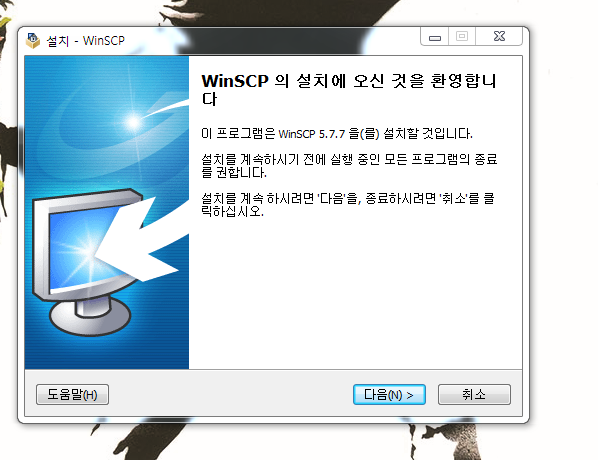 설치 - WinSCP
WinSCP 의 설치에 오신 것을 환영합니
다
이 프로그램은 WinSCP 5.7.7 을(를) 설치할 것입니다.
설치를 계속하시기 전에 실행 중인 모든 프로그램의 종료
를 권합니다.
설치를 계속 하시려면 '다음'을, 종료하시려면 '취소'를 클
릭하십시오.
도움말(H)
다음(N) >
취소